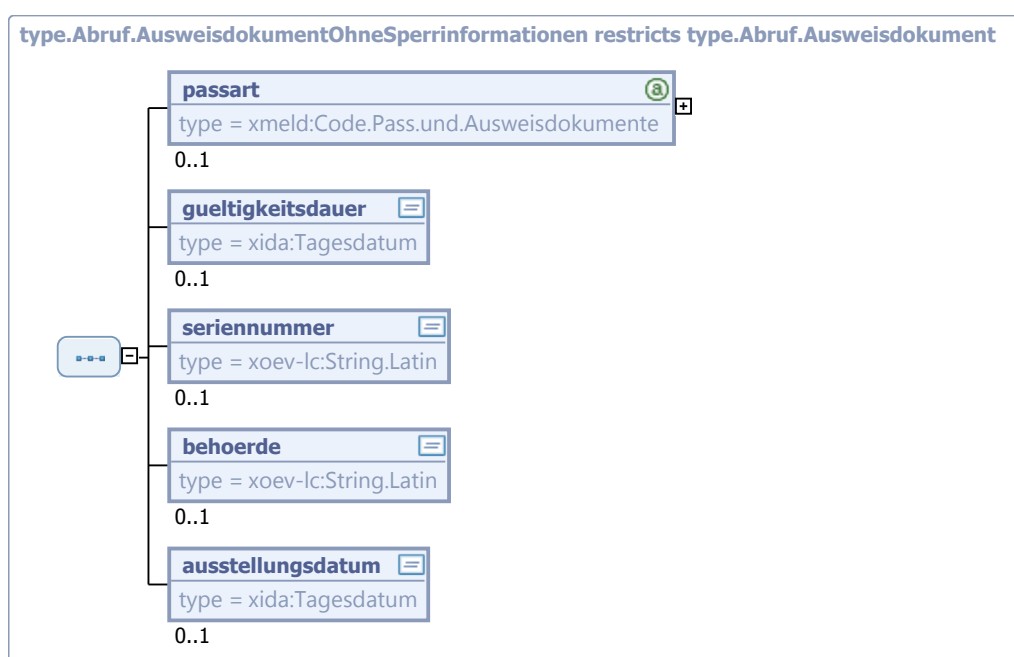 type.Abruf.AusweisdokumentOhneSperrinformationen restricts type.Abruf.Ausweisdokument
passart
type = xmeld:Code.Pass.und.Ausweisdokumente
0..1
gueltigkeitsdauer
type = xida:Tagesdatum
0..1
seriennummer
type = xoev-lc:String.Latin
0..1
behoerde
type = xoev-lc:String.Latin
0..1
ausstellungsdatum
type = xida:Tagesdatum
0..1